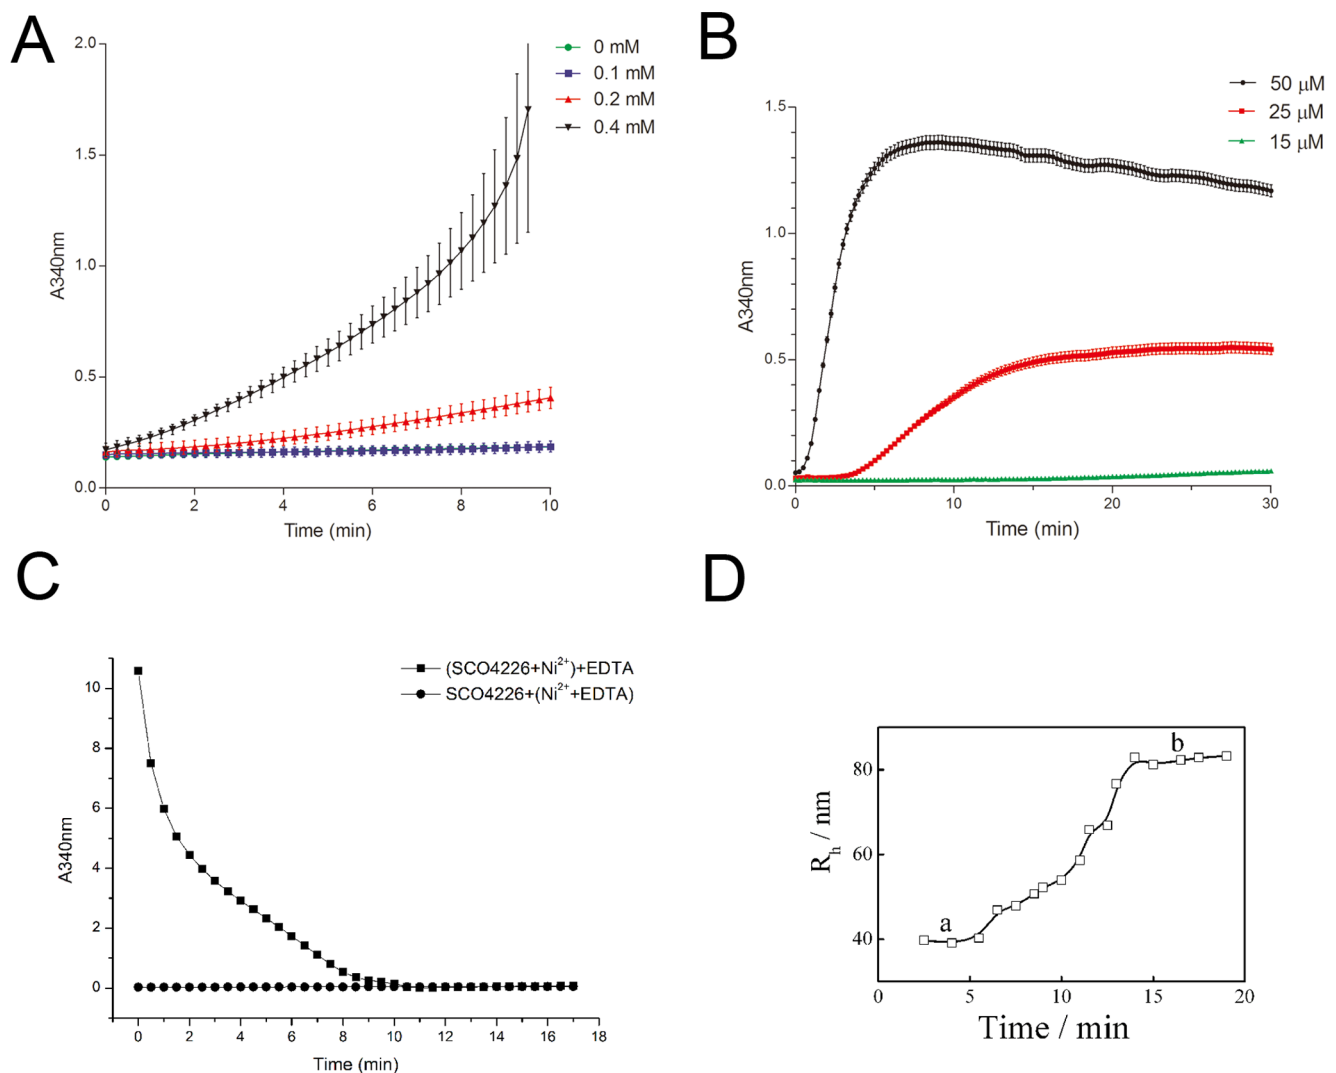 A
2.0
1.5
1.0
0.5
0.0
A340nm
0 2 4 6 8 10
Time (min)
0 mM
0.1 mM
0.2 mM
0.4 mM
B
50 μM
25 μM
15 μM
1.5
1.0
0.5
0.0
A340nm
0 10 20 30
Time (min)
C
(SCO4226+Ni²⁺)+EDTA
SCO4226+(Ni²⁺+EDTA)
10
8
6
4
2
0
A340nm
0 2 4 6 8 10 12 14 16 18
Time (min)
D
80
60
40
Rₕ / nm
a
b
0 5 10 15 20
Time / min